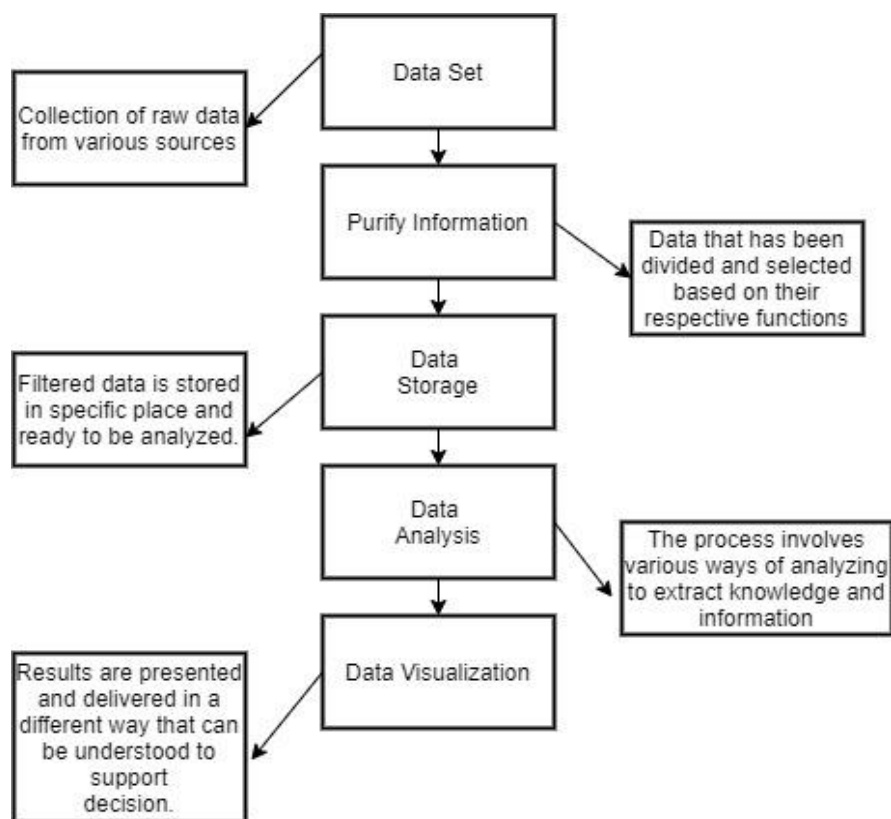 Data Set
Collection of raw data
from various sources
Purify Information
Data that has been
divided and selected
based on their
respective functions
Data
Storage
Filtered data is stored
in specific place and
ready to be analyzed.
Data
Analysis
The process involves
various ways of analyzing
to extract knowledge and
information
Data Visualization
Results are presented
and delivered in a
different way that can
be understood to
support
decision.